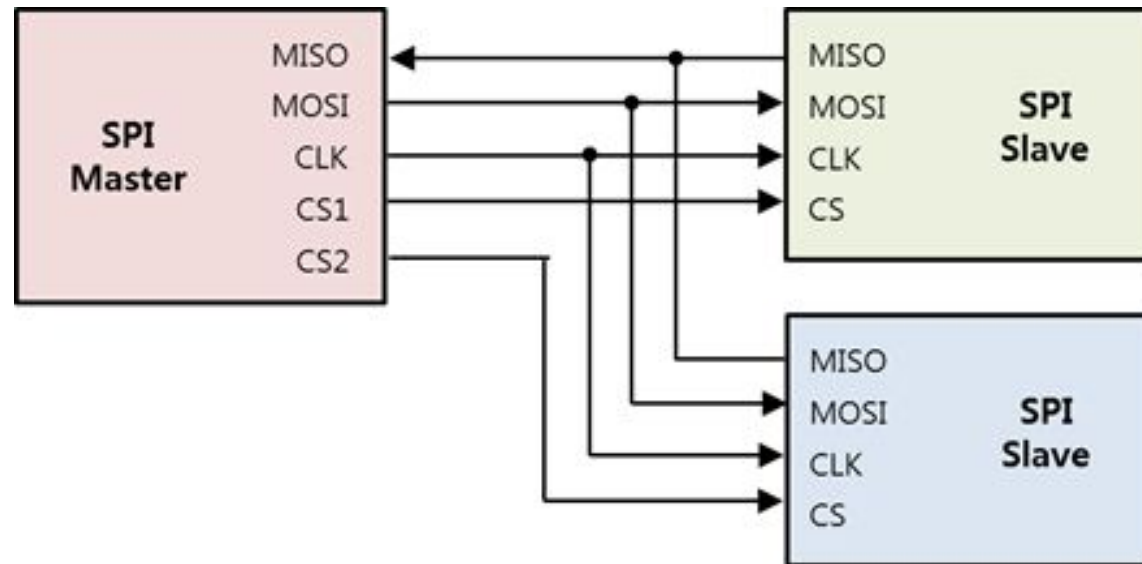 MISO
MOSI
CLK
CS1
CS2
SPI
Master
MISO
MOSI
CLK
CS
SPI
Slave
MISO
MOSI
CLK
CS
SPI
Slave